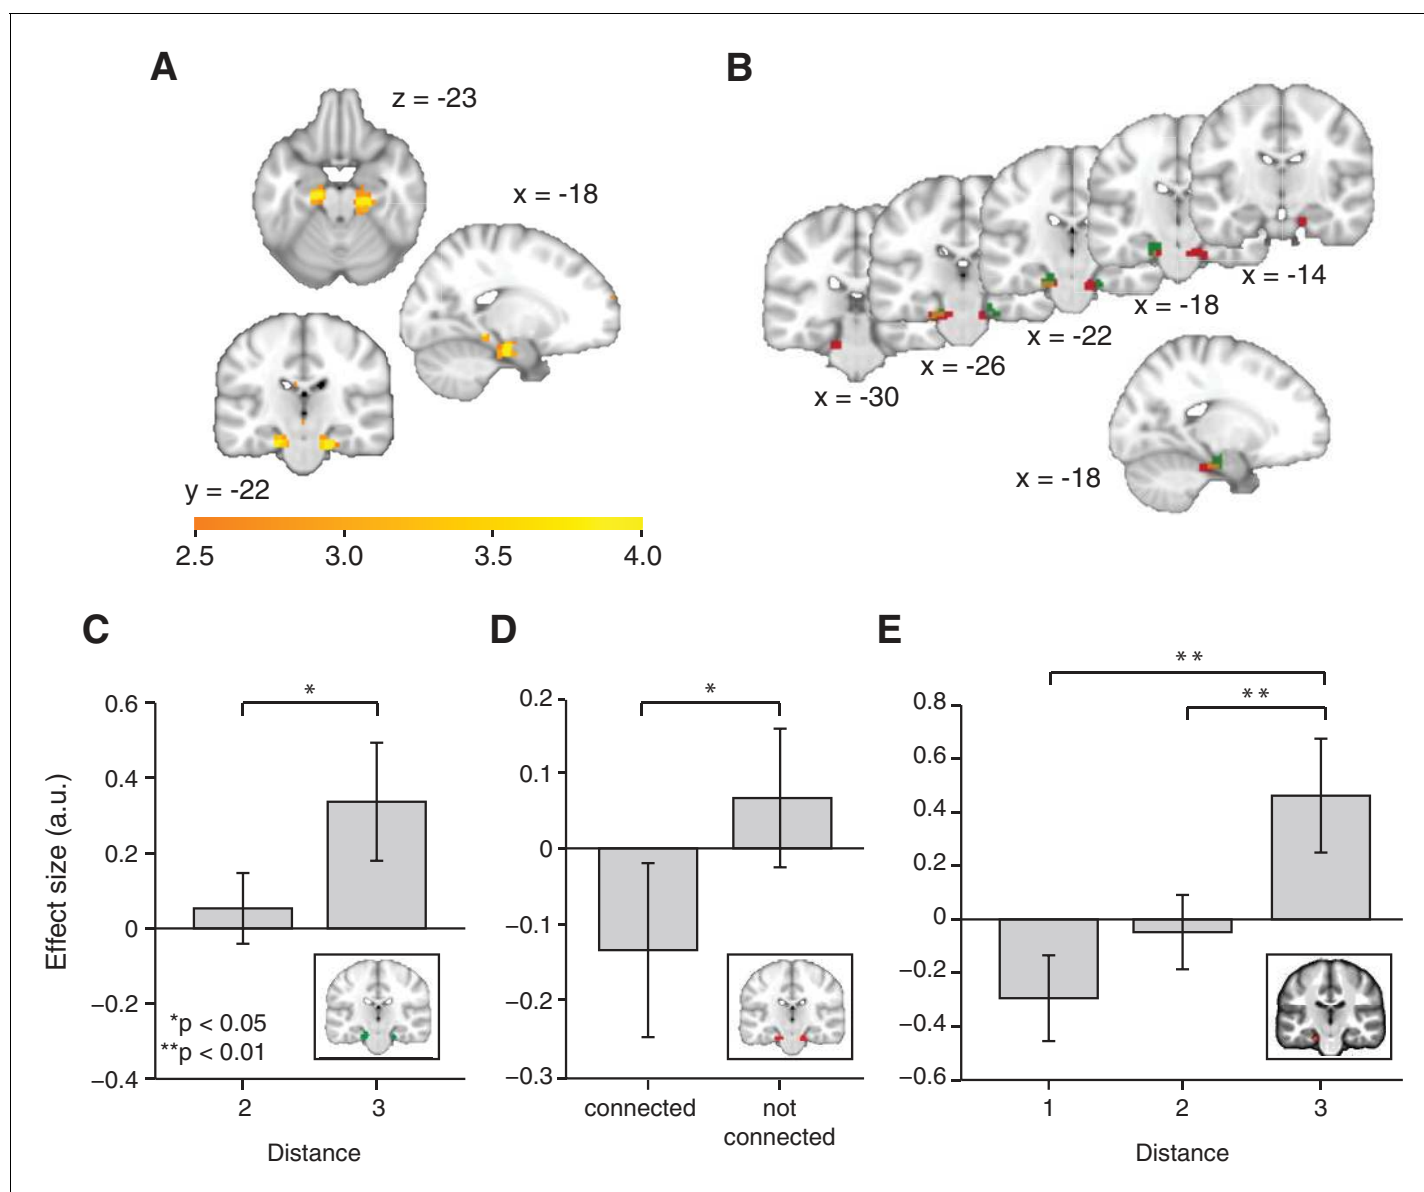 A
z = -23
x = -18
y = -22
2.5 3.0 3.5 4.0
B
x = -14
x = -18
x = -22
x = -26
x = -30
x = -18
C
Effect size (a.u.)
0.6
0.4
0.2
0
−0.2
−0.4
*
*p < 0.05
**p < 0.01
2 3
Distance
D
0.2
0.1
0
−0.1
−0.2
−0.3
*
connected not
connected
E
0.8
0.6
0.4
0.2
0
−0.2
−0.4
−0.6
**
**
1 2 3
Distance